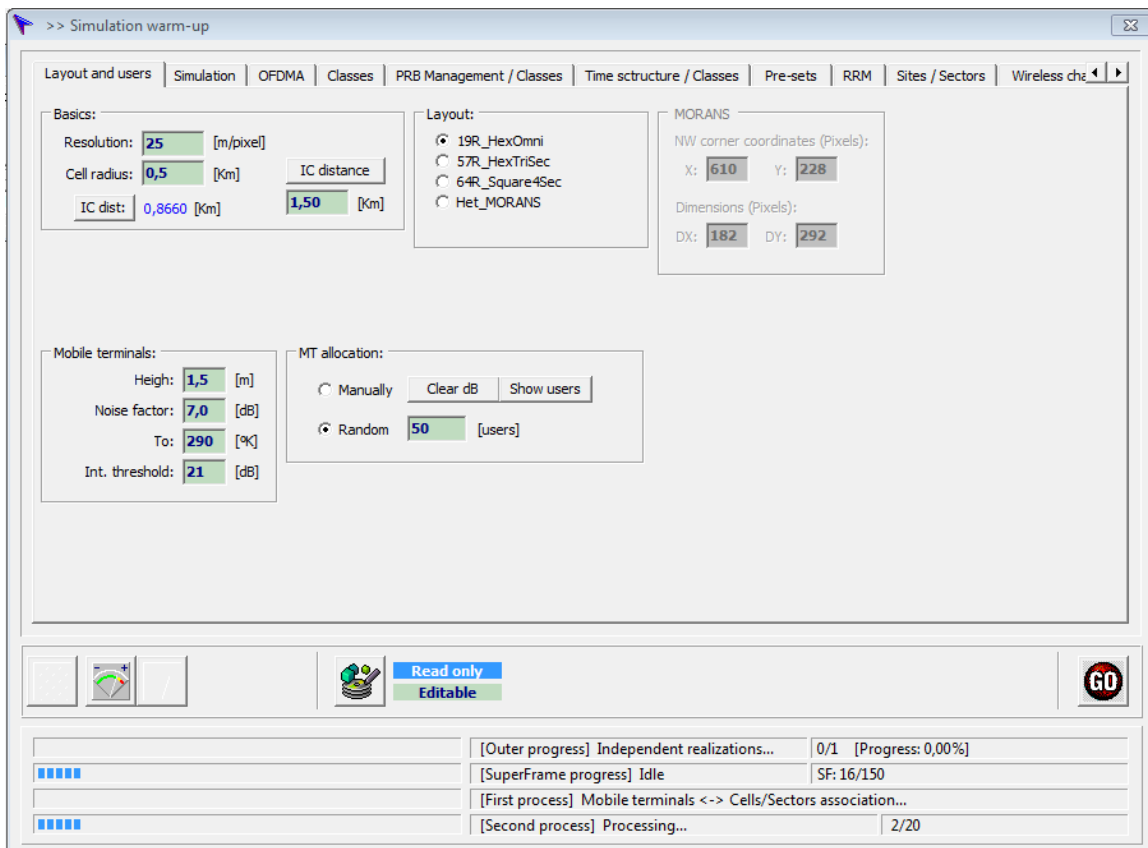 >> Simulation warm-up
Layout and users Simulation OFDMA Classes PRB Management / Classes Time sctructure / Classes Pre-sets RRM Sites / Sectors Wireless cha
Basics:
Resolution: 25 [m/pixel]
Cell radius: 0,5 [Km]
IC distance
IC dist: 0,8660 [Km]
1,50 [Km]
Layout:
19R_HexOmni
57R_HexTriSec
64R_Square4Sec
Het_MORANS
MORANS
NW corner coordinates (Pixels):
X: 610 Y: 228
Dimensions (Pixels):
DX: 182 DY: 292
Mobile terminals:
Heigh: 1,5 [m]
Noise factor: 7,0 [dB]
To: 290 [ºK]
Int. threshold: 21 [dB]
MT allocation:
Manually Clear dB Show users
Random 50 [users]
Read only
Editable
GO
[Outer progress] Independent realizations... 0/1 [Progress: 0,00%]
[SuperFrame progress] Idle SF: 16/150
[First process] Mobile terminals <-> Cells/Sectors association...
[Second process] Processing... 2/20